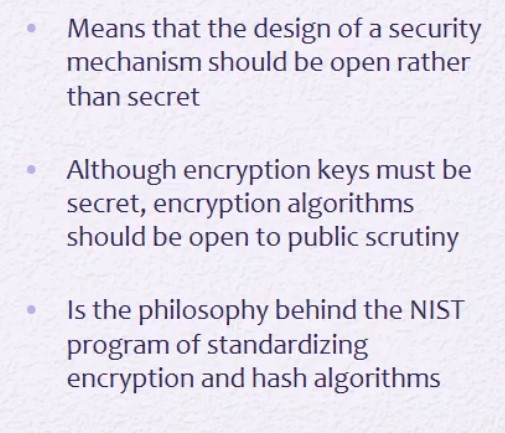 • Means that the design of a security
mechanism should be open rather
than secret
• Although encryption keys must be
secret, encryption algorithms
should be open to public scrutiny
• Is the philosophy behind the NIST
program of standardizing
encryption and hash algorithms